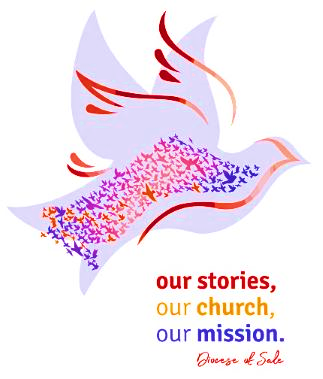 our stories,
our church,
our mission.
Diocese of Sale